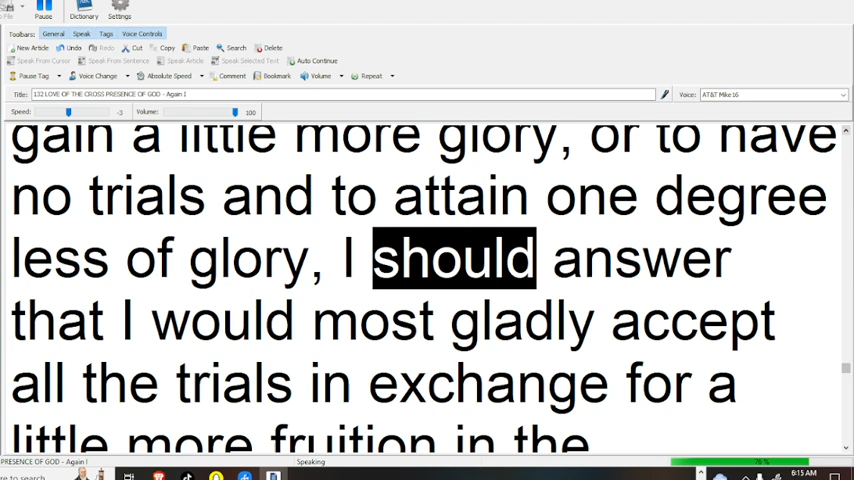 Pause Dictionary Settings
Toolbars: General Speak Tags Voice Controls
New Article Undo Redo Cut Copy Paste Search Delete
Speak From Cursor Speak From Sentence Speak Article Speak Selected Text Auto Continue
Pause Tag Voice Change Absolute Speed Comment Bookmark Volume Repeat
Title: 132 LOVE OF THE CROSS PRESENCE OF GOD - Again I Voice: AT&T Mike16
Speed: -3 Volume: 100
gain a little more glory, or to have
no trials and to attain one degree
less of glory, I should answer
that I would most gladly accept
all the trials in exchange for a
little more fruition in the
PRESENCE OF GOD - Again I Speaking 76 %
re to search 6:15 AM